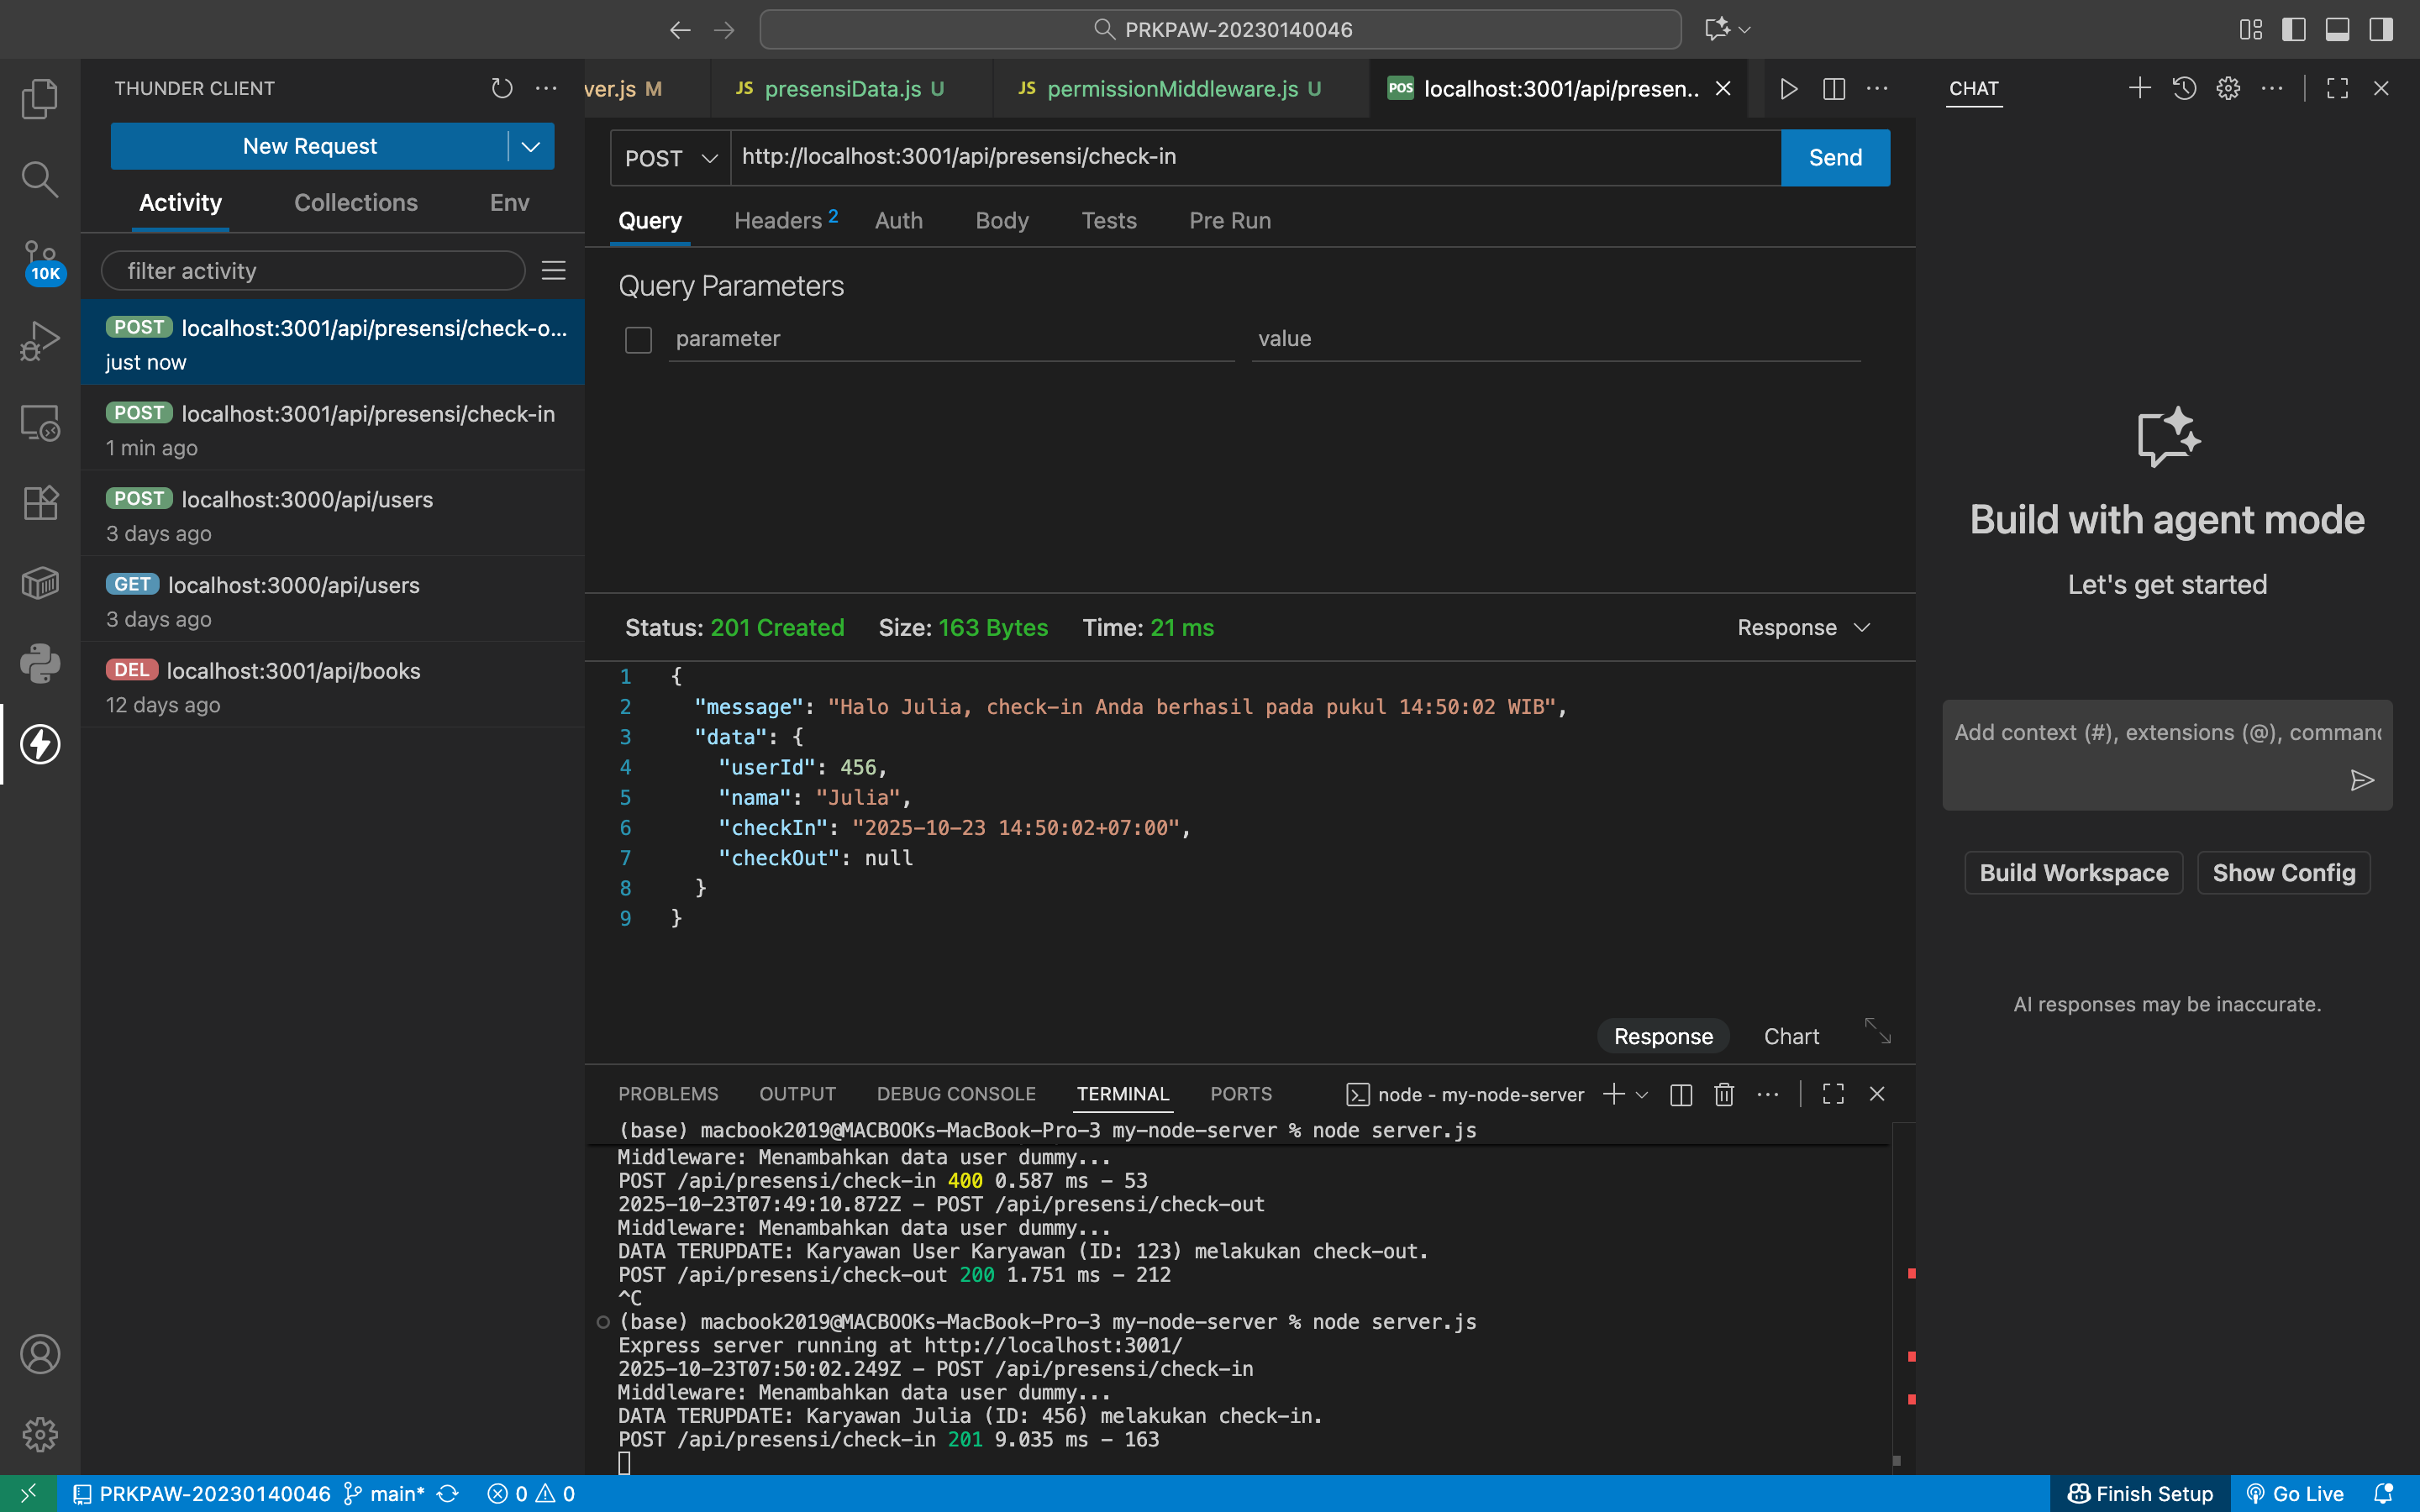 PRKPAW-20230140046
THUNDER CLIENT
New Request
Activity Collections Env
filter activity
POST localhost:3001/api/presensi/check-o...
just now
POST localhost:3001/api/presensi/check-in
1 min ago
POST localhost:3000/api/users
3 days ago
GET localhost:3000/api/users
3 days ago
DEL localhost:3001/api/books
12 days ago
10K
ver.js M
JS presensiData.js U
JS permissionMiddleware.js U
POS localhost:3001/api/presen..
POST http://localhost:3001/api/presensi/check-in Send
Query Headers 2 Auth Body Tests Pre Run
Query Parameters
parameter value
Status: 201 Created Size: 163 Bytes Time: 21 ms Response
1 {
2 "message": "Halo Julia, check-in Anda berhasil pada pukul 14:50:02 WIB",
3 "data": {
4 "userId": 456,
5 "nama": "Julia",
6 "checkIn": "2025-10-23 14:50:02+07:00",
7 "checkOut": null
8 }
9 }
Response Chart
PROBLEMS OUTPUT DEBUG CONSOLE TERMINAL PORTS node - my-node-server
(base) macbook2019@MACBOOKs-MacBook-Pro-3 my-node-server % node server.js
Middleware: Menambahkan data user dummy...
POST /api/presensi/check-in 400 0.587 ms - 53
2025-10-23T07:49:10.872Z - POST /api/presensi/check-out
Middleware: Menambahkan data user dummy...
DATA TERUPDATE: Karyawan User Karyawan (ID: 123) melakukan check-out.
POST /api/presensi/check-out 200 1.751 ms - 212
^C
(base) macbook2019@MACBOOKs-MacBook-Pro-3 my-node-server % node server.js
Express server running at http://localhost:3001/
2025-10-23T07:50:02.249Z - POST /api/presensi/check-in
Middleware: Menambahkan data user dummy...
DATA TERUPDATE: Karyawan Julia (ID: 456) melakukan check-in.
POST /api/presensi/check-in 201 9.035 ms - 163
CHAT
Build with agent mode
Let's get started
Add context (#), extensions (@), comman
Build Workspace Show Config
AI responses may be inaccurate.
PRKPAW-20230140046 main* 0 0 Finish Setup Go Live